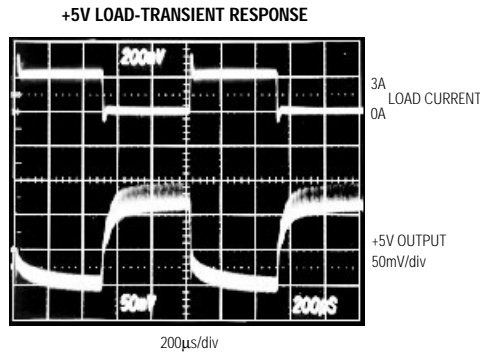 +5V LOAD-TRANSIENT RESPONSE
200mV
3A
LOAD CURRENT
0A
+5V OUTPUT
50mV/div
50mV
200µS
200µs/div